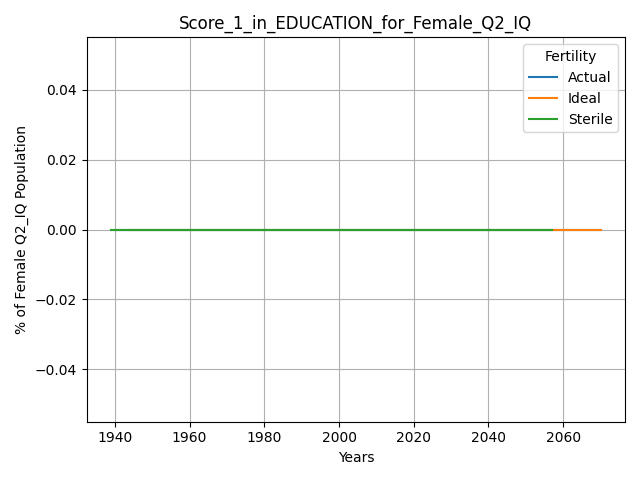 Score_1_in_EDUCATION_for_Female_Q2_IQ
Fertility
Actual
Ideal
Sterile
% of Female Q2_IQ Population
0.04
0.02
0.00
−0.02
−0.04
1940 1960 1980 2000 2020 2040 2060
Years